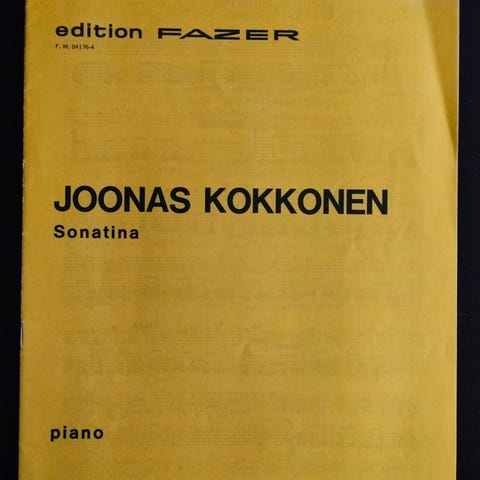 edition FAZER
F. M. 04176-4
JOONAS KOKKONEN
Sonatina
piano